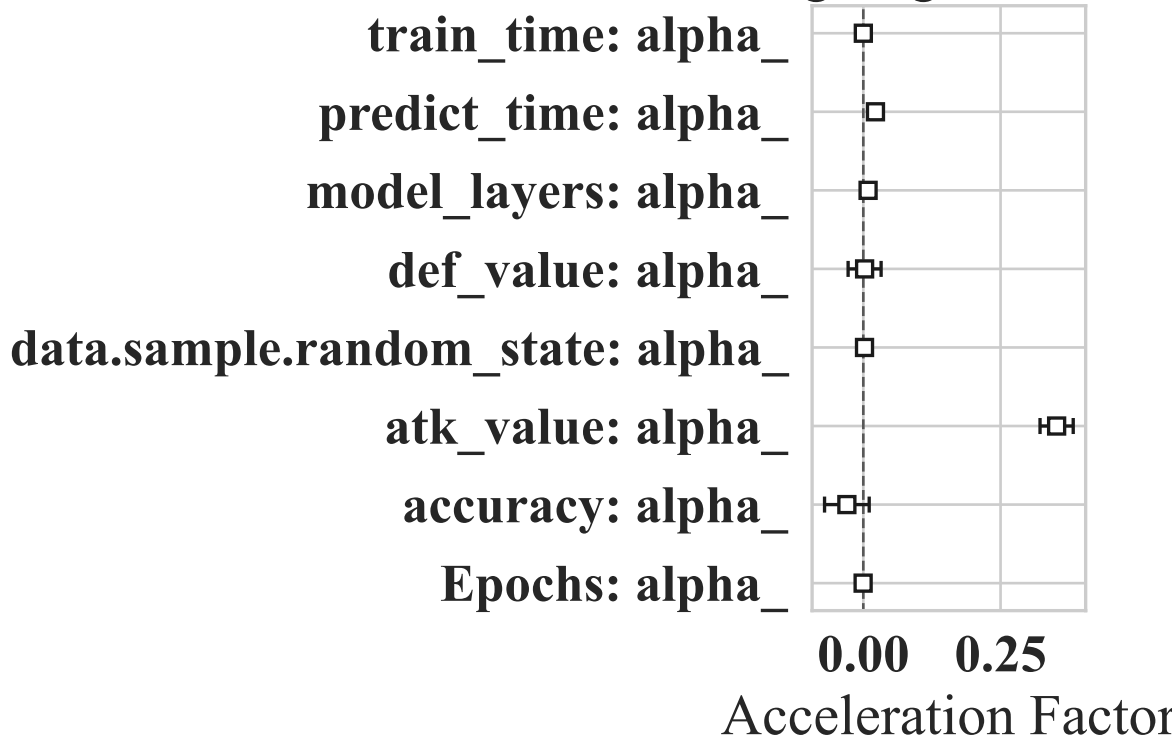 train_time: alpha_
predict_time: alpha_
model_layers: alpha_
def_value: alpha_
data.sample.random_state: alpha_
atk_value: alpha_
accuracy: alpha_
Epochs: alpha_
0.00 0.25
Acceleration Factor